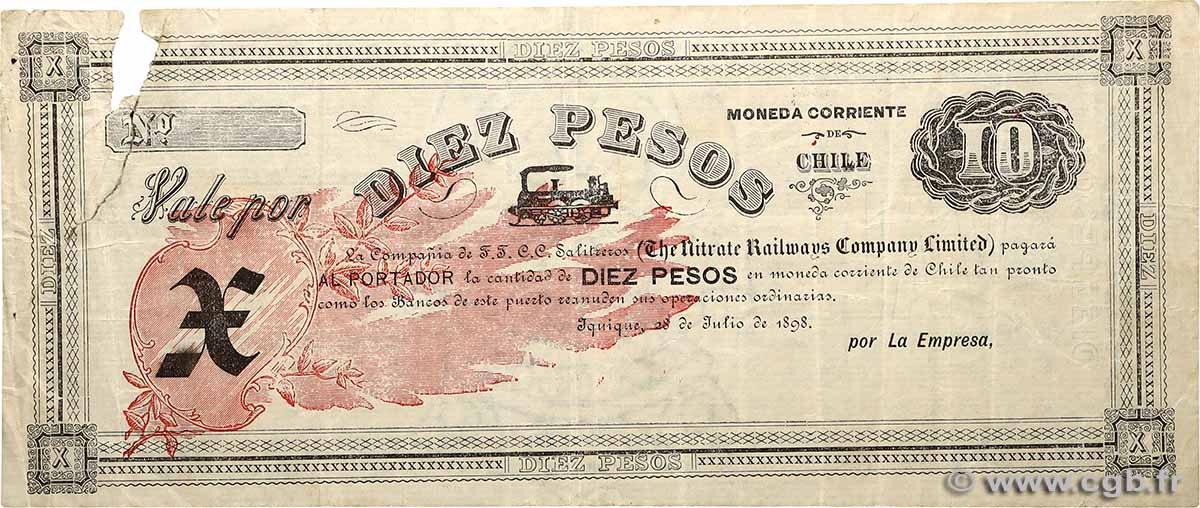 X
DIEZ PESOS
X
Nº
DIEZ PESOS
MONEDA CORRIENTE
DE
CHILE
10
Vale por
X
La Compañia de F.F. C.C. Salitreros (The Nitrate Railways Company Limited) pagará
AL PORTADOR la cantidad de DIEZ PESOS en moneda corriente de Chile tan pronto
como los Bancos de este puerto reanuden sus operaciones ordinarias.
Iquique, 28 de Julio de 1898.
por La Empresa,
DIEZ
DIEZ
X
DIEZ PESOS
X
© www.cgb.fr